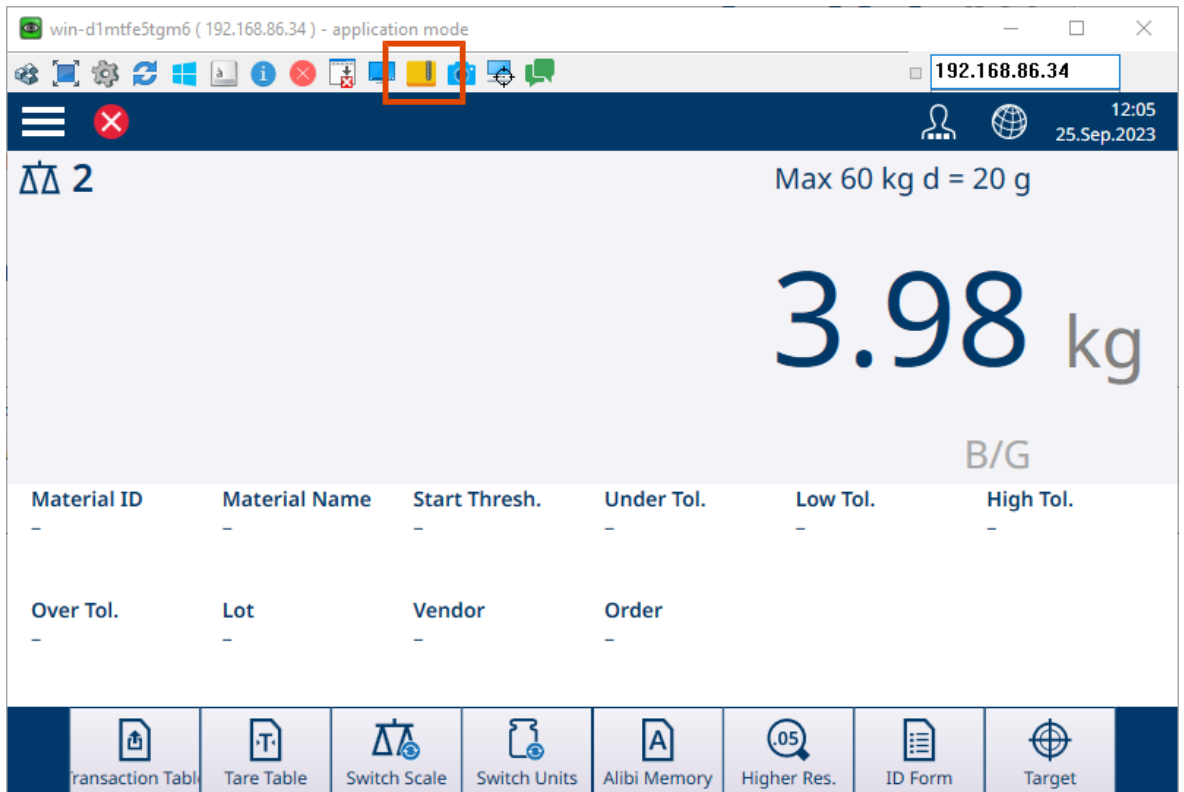 win-d1mtfe5tgm6 ( 192.168.86.34 ) - application mode
192.168.86.34
12:05
25.Sep.2023
2
Max 60 kg d = 20 g
3.98 kg
B/G
Material ID Material Name Start Thresh. Under Tol. Low Tol. High Tol.
– – – – – –
Over Tol. Lot Vendor Order
– – – –
T A .05
ransaction Tabl Tare Table Switch Scale Switch Units Alibi Memory Higher Res. ID Form Target